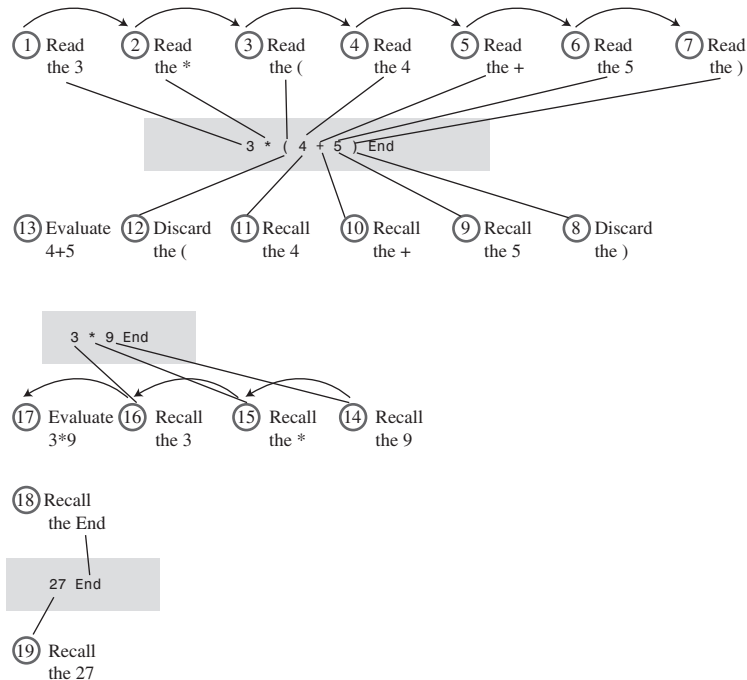 1 Read the 3
2 Read the *
3 Read the (
4 Read the 4
5 Read the +
6 Read the 5
7 Read the )
3 * ( 4 + 5 ) End
13 Evaluate 4+5
12 Discard the (
11 Recall the 4
10 Recall the +
9 Recall the 5
8 Discard the )
3 * 9 End
17 Evaluate 3*9
16 Recall the 3
15 Recall the *
14 Recall the 9
18 Recall the End
27 End
19 Recall the 27